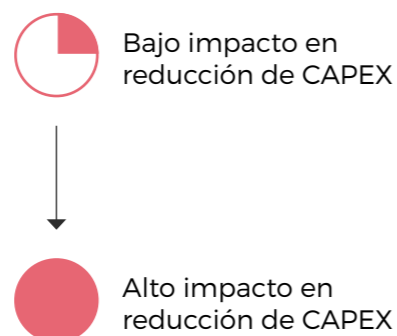 Bajo impacto en
reducción de CAPEX
Alto impacto en
reducción de CAPEX